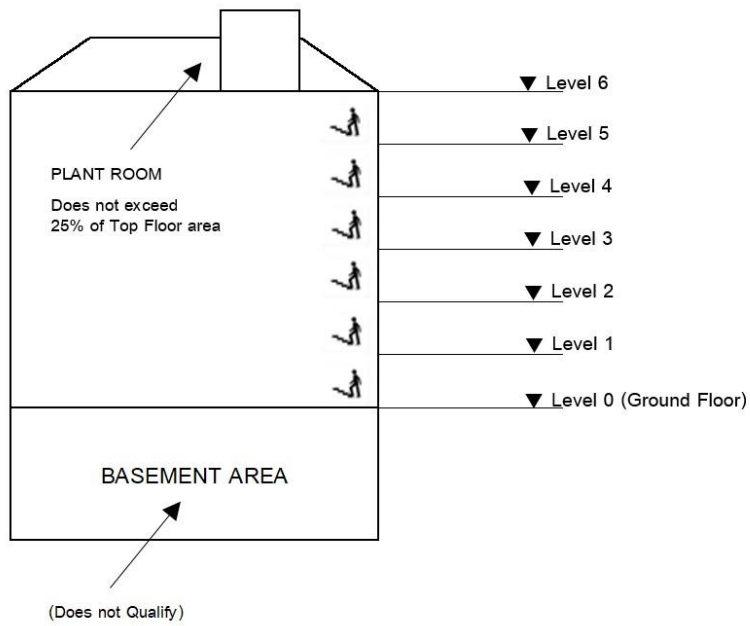 Level 6
Level 5
PLANT ROOM
Does not exceed
25% of Top Floor area
Level 4
Level 3
Level 2
Level 1
Level 0 (Ground Floor)
BASEMENT AREA
(Does not Qualify)